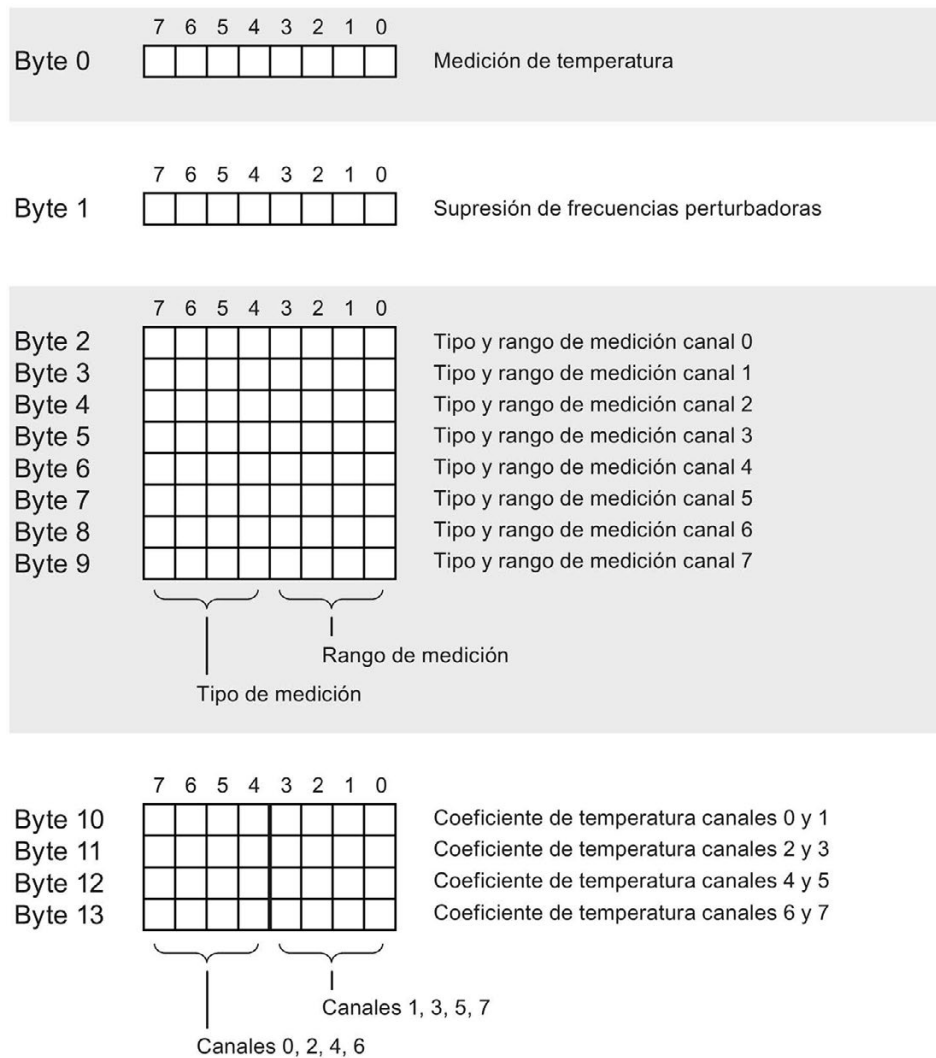 7 6 5 4 3 2 1 0
Byte 0 Medición de temperatura
7 6 5 4 3 2 1 0
Byte 1 Supresión de frecuencias perturbadoras
7 6 5 4 3 2 1 0
Byte 2 Tipo y rango de medición canal 0
Byte 3 Tipo y rango de medición canal 1
Byte 4 Tipo y rango de medición canal 2
Byte 5 Tipo y rango de medición canal 3
Byte 6 Tipo y rango de medición canal 4
Byte 7 Tipo y rango de medición canal 5
Byte 8 Tipo y rango de medición canal 6
Byte 9 Tipo y rango de medición canal 7
Rango de medición
Tipo de medición
7 6 5 4 3 2 1 0
Byte 10 Coeficiente de temperatura canales 0 y 1
Byte 11 Coeficiente de temperatura canales 2 y 3
Byte 12 Coeficiente de temperatura canales 4 y 5
Byte 13 Coeficiente de temperatura canales 6 y 7
Canales 1, 3, 5, 7
Canales 0, 2, 4, 6